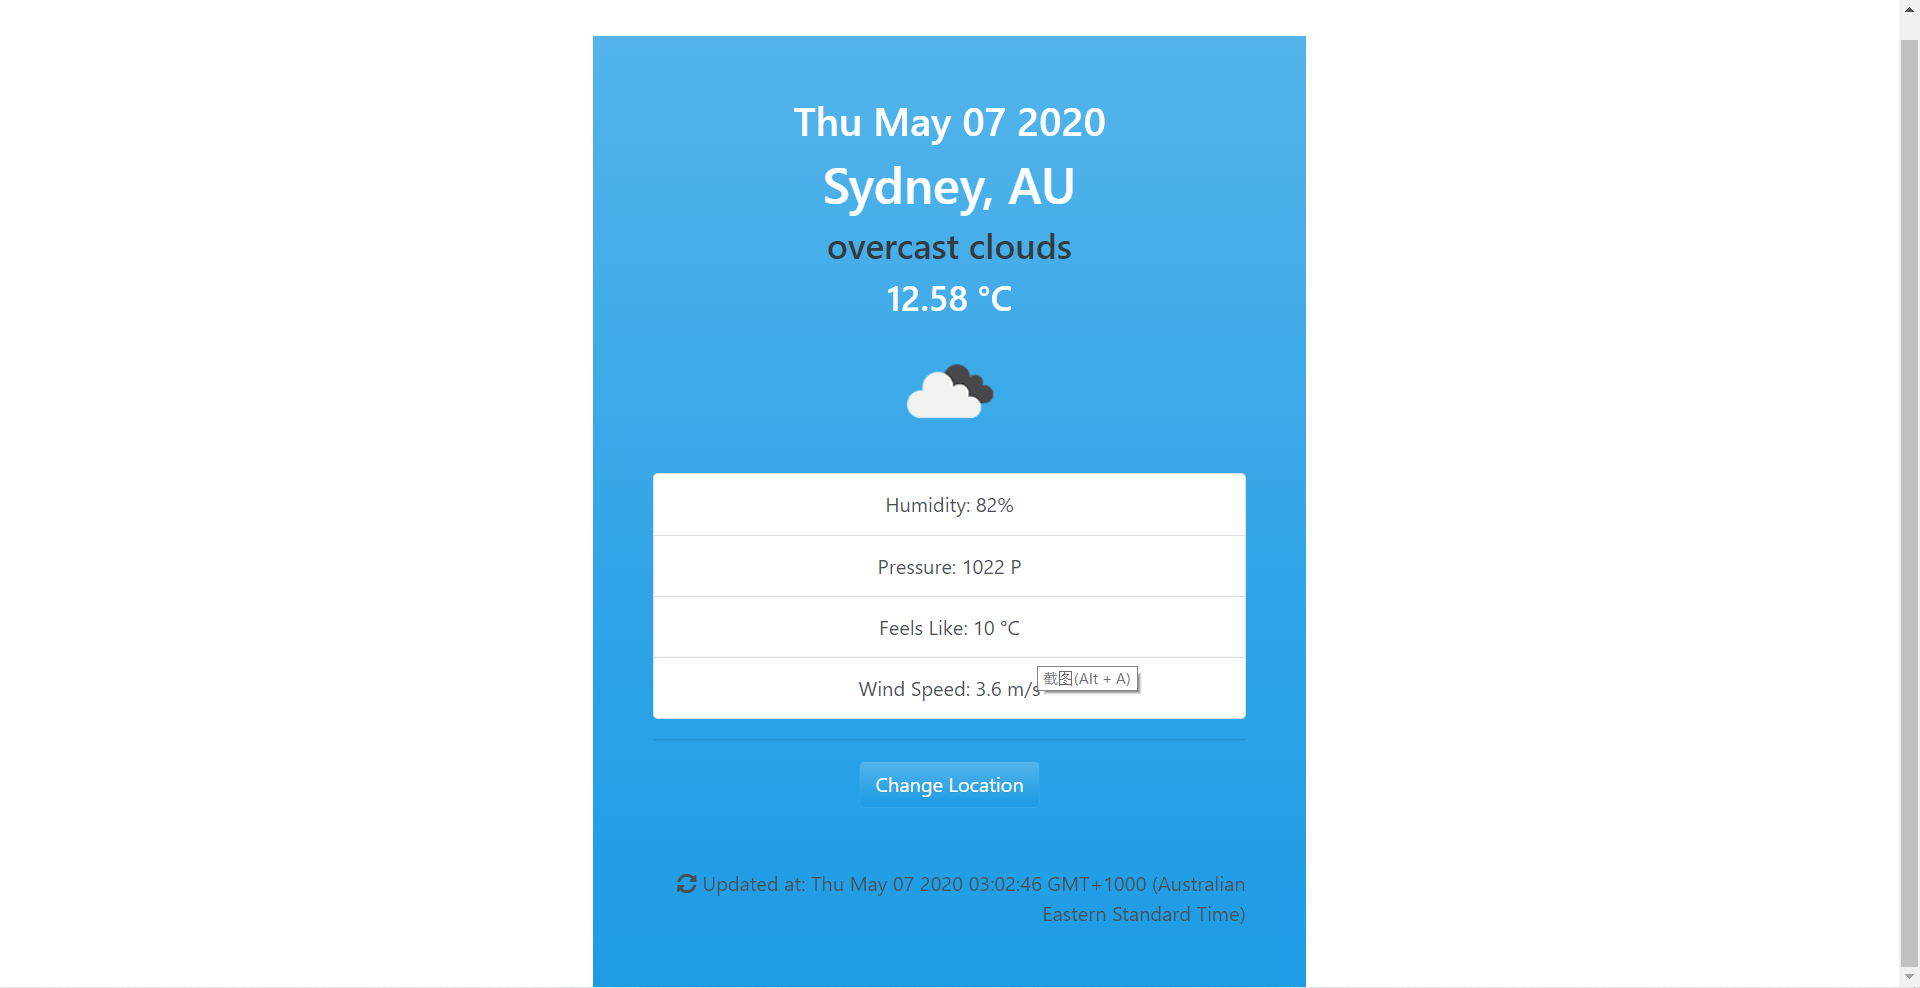 Thu May 07 2020
Sydney, AU
overcast clouds
12.58 °C
Humidity: 82%
Pressure: 1022 P
Feels Like: 10 °C
Wind Speed: 3.6 m/s
截图(Alt + A)
Change Location
Updated at: Thu May 07 2020 03:02:46 GMT+1000 (Australian
Eastern Standard Time)